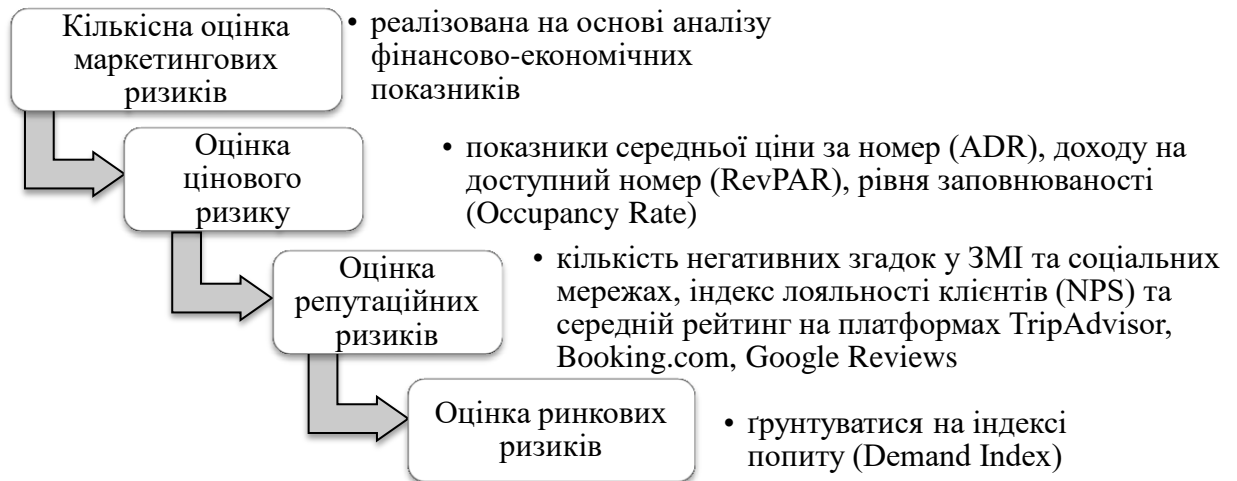 Кількісна оцінка
маркетингових
ризиків
• реалізована на основі аналізу
фінансово-економічних
показників
Оцінка
цінового
ризику
• показники середньої ціни за номер (ADR), доходу на
доступний номер (RevPAR), рівня заповнюваності
(Occupancy Rate)
Оцінка
репутаційних
ризиків
• кількість негативних згадок у ЗМІ та соціальних
мережах, індекс лояльності клієнтів (NPS) та
середній рейтинг на платформах TripAdvisor,
Booking.com, Google Reviews
Оцінка ринкових
ризиків
• ґрунтуватися на індексі
попиту (Demand Index)